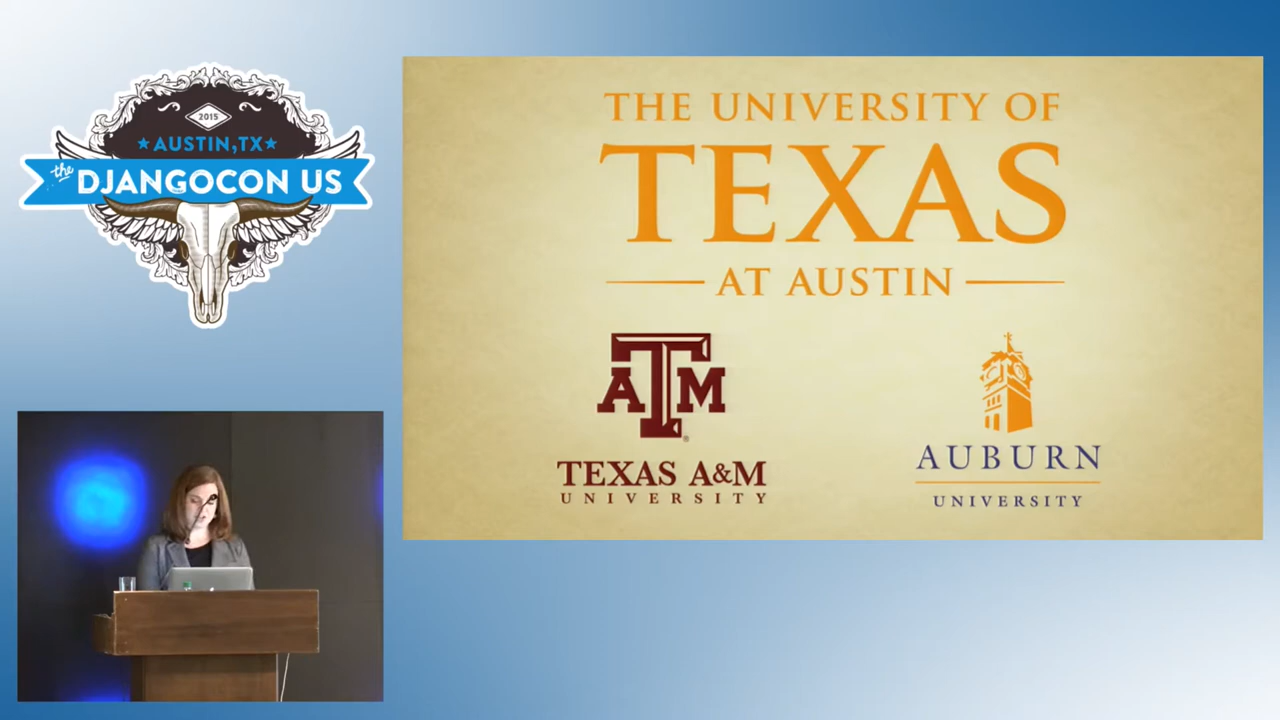 2015
AUSTIN, TX
the
DJANGOCON US
THE UNIVERSITY OF
TEXAS
AT AUSTIN
ATM
TEXAS A&M
UNIVERSITY
AUBURN
UNIVERSITY